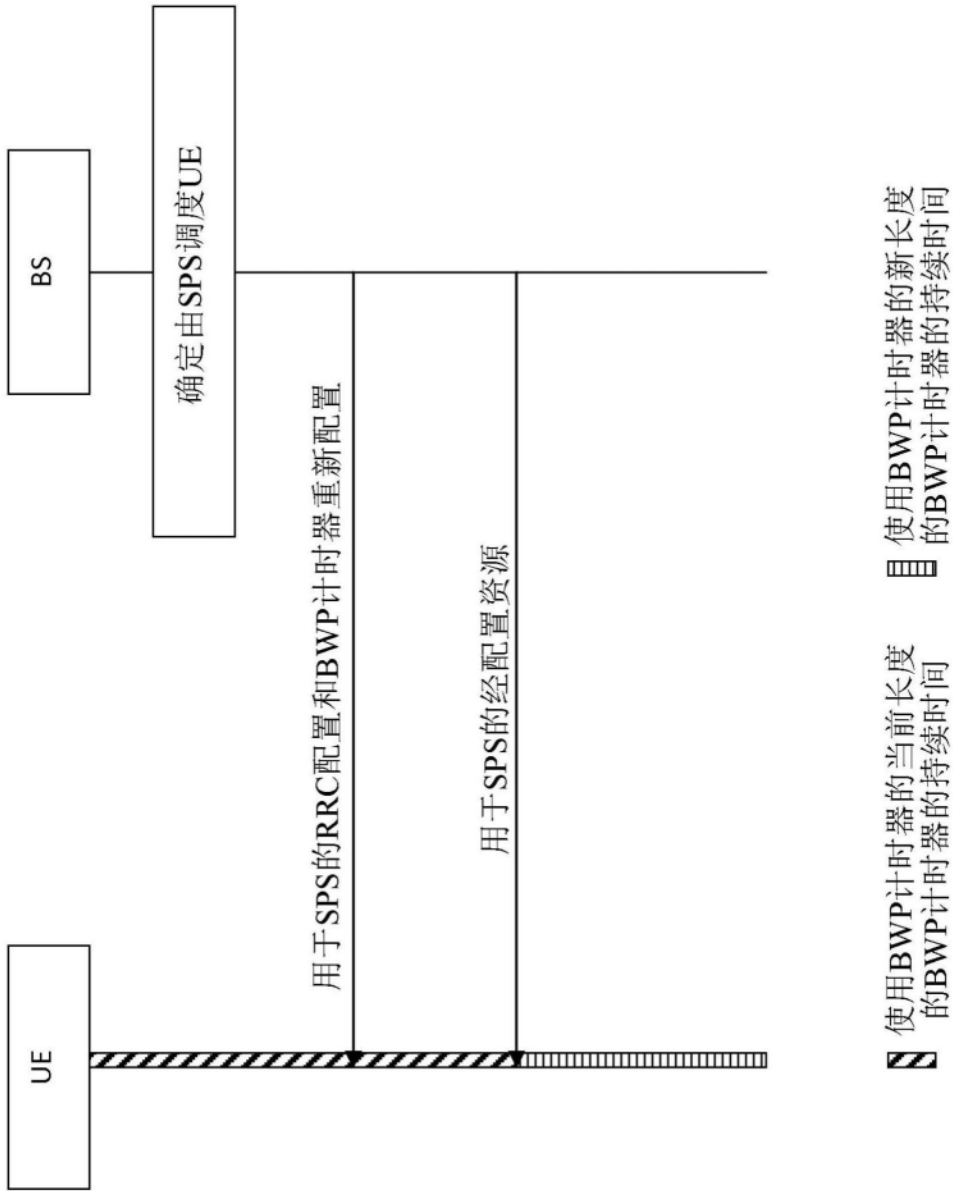 UE
BS
确定由SPS调度UE
用于SPS的RRC配置和BWP计时器重新配置
用于SPS的经配置资源
使用BWP计时器的当前长度
的BWP计时器的持续时间
使用BWP计时器的新长度
的BWP计时器的持续时间